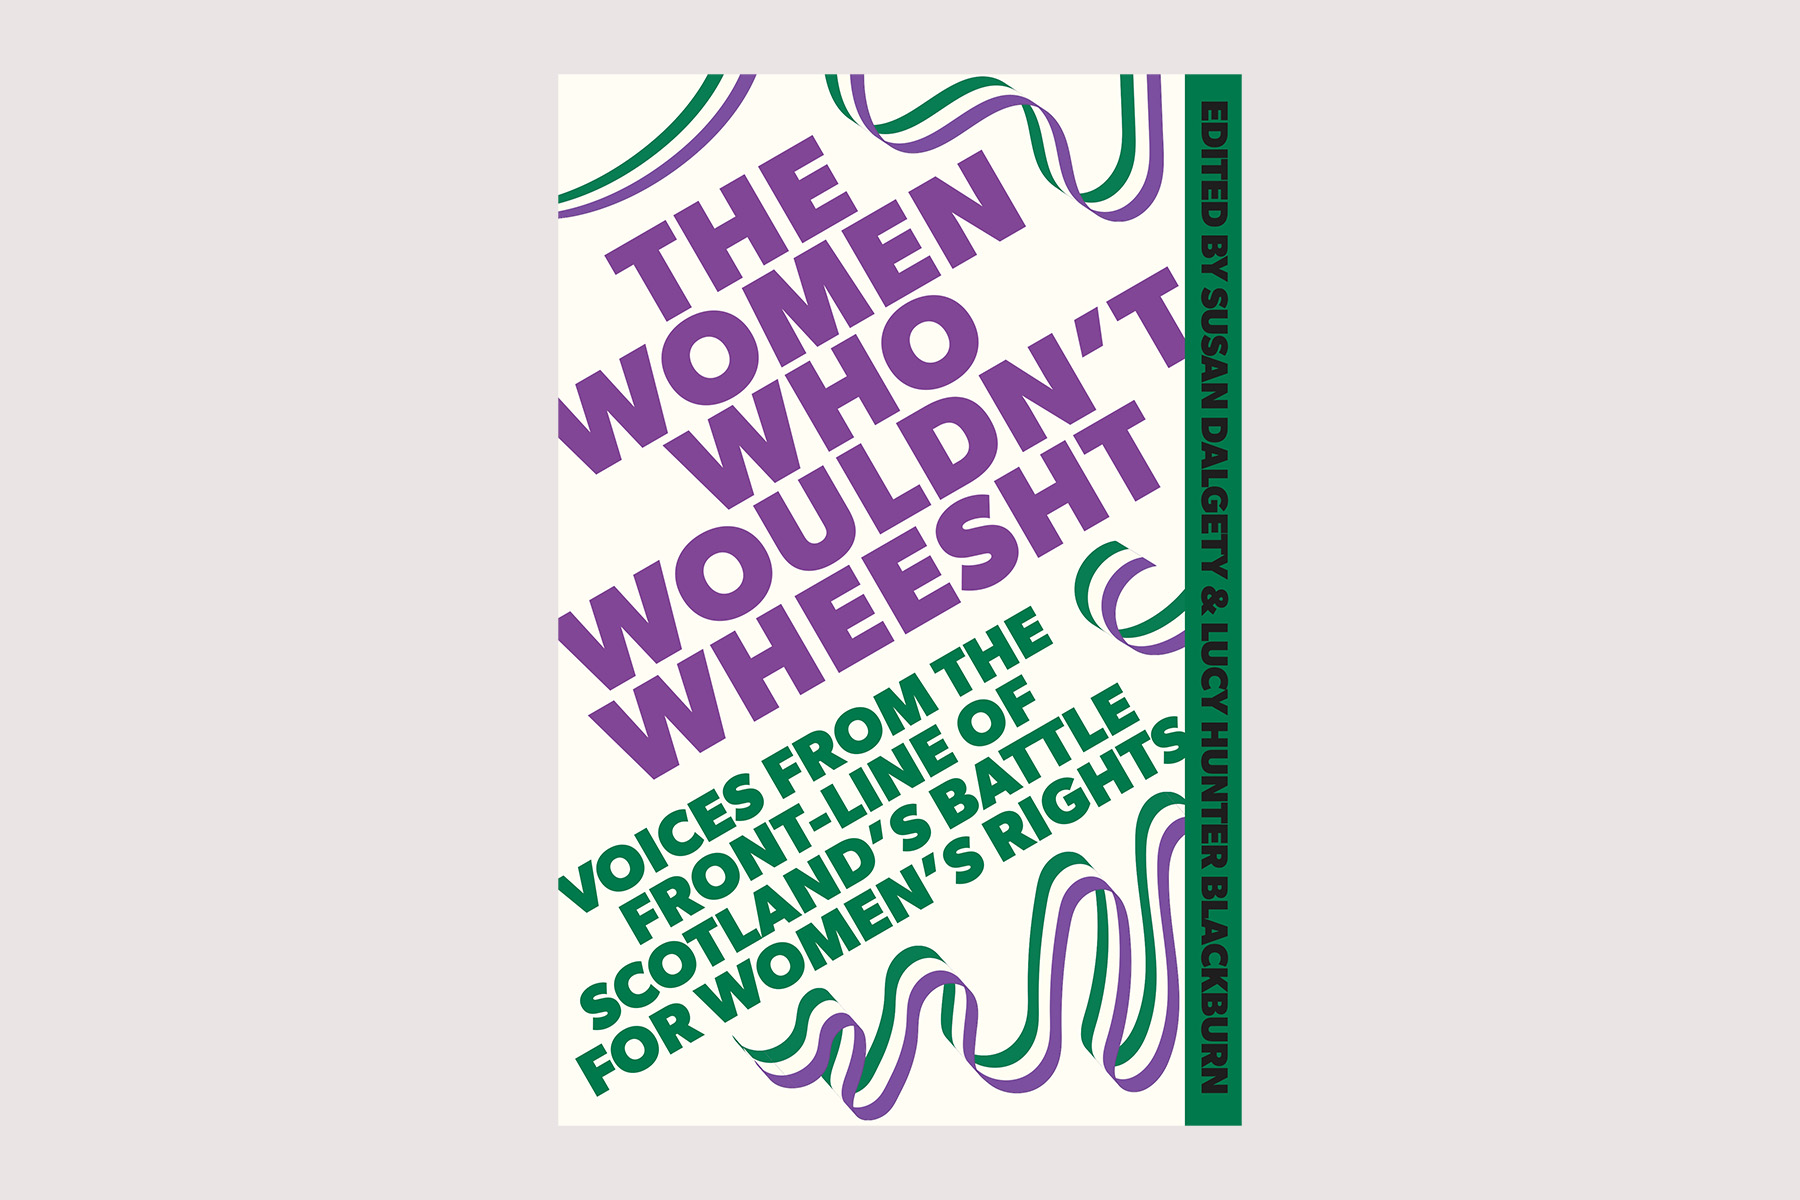 THE
WOMEN
WHO
WOULDN'T
WHEESHT
VOICES FROM THE
FRONT-LINE OF
SCOTLAND'S BATTLE
FOR WOMEN'S RIGHTS
EDITED BY SUSAN DALGETY & LUCY HUNTER BLACKBURN